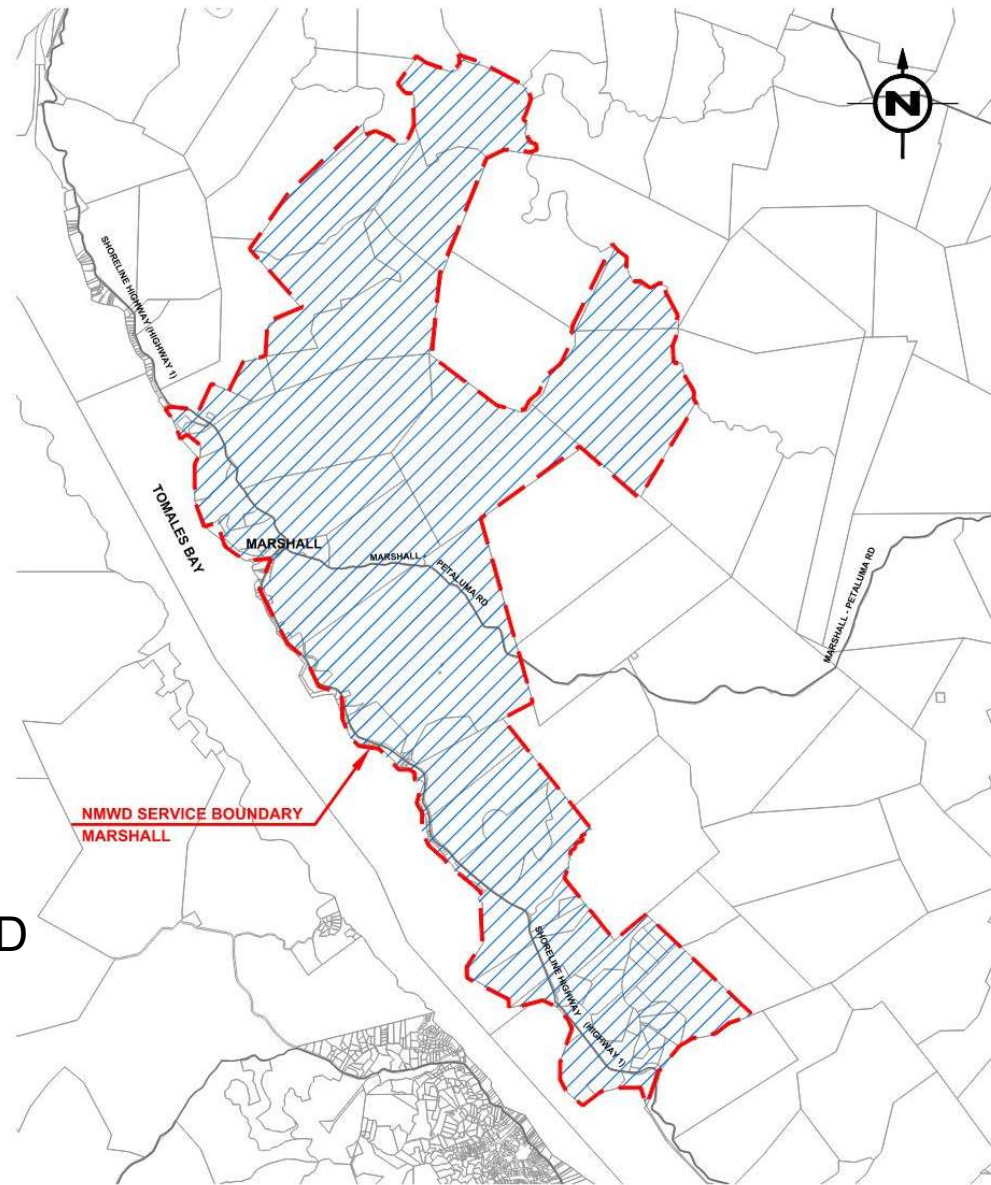 N
SHORELINE HIGHWAY (HIGHWAY 1)
TOMALES BAY
MARSHALL
MARSHALL -
PETALUMA RD
MARSHALL - PETALUMA RD
NMWD SERVICE BOUNDARY
MARSHALL
D
SHORELINE HIGHWAY
(HIGHWAY 1)